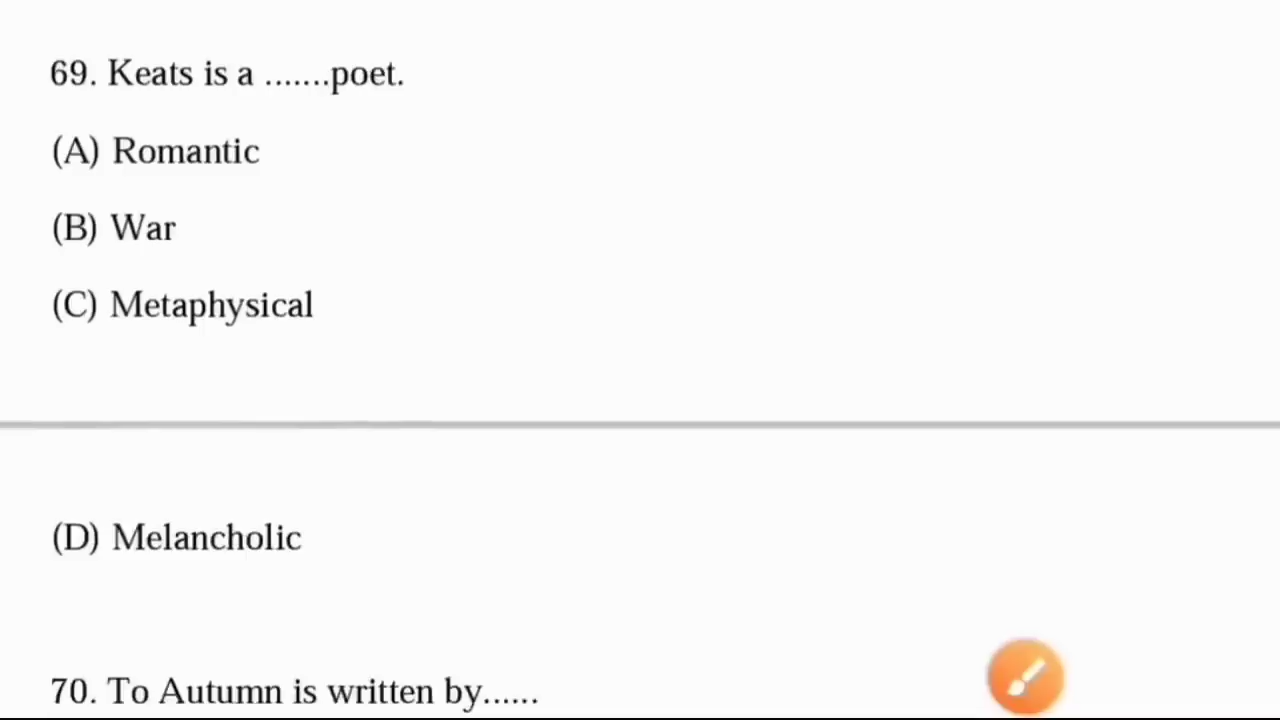 69. Keats is a .......poet.
(A) Romantic
(B) War
(C) Metaphysical
(D) Melancholic
70. To Autumn is written by......